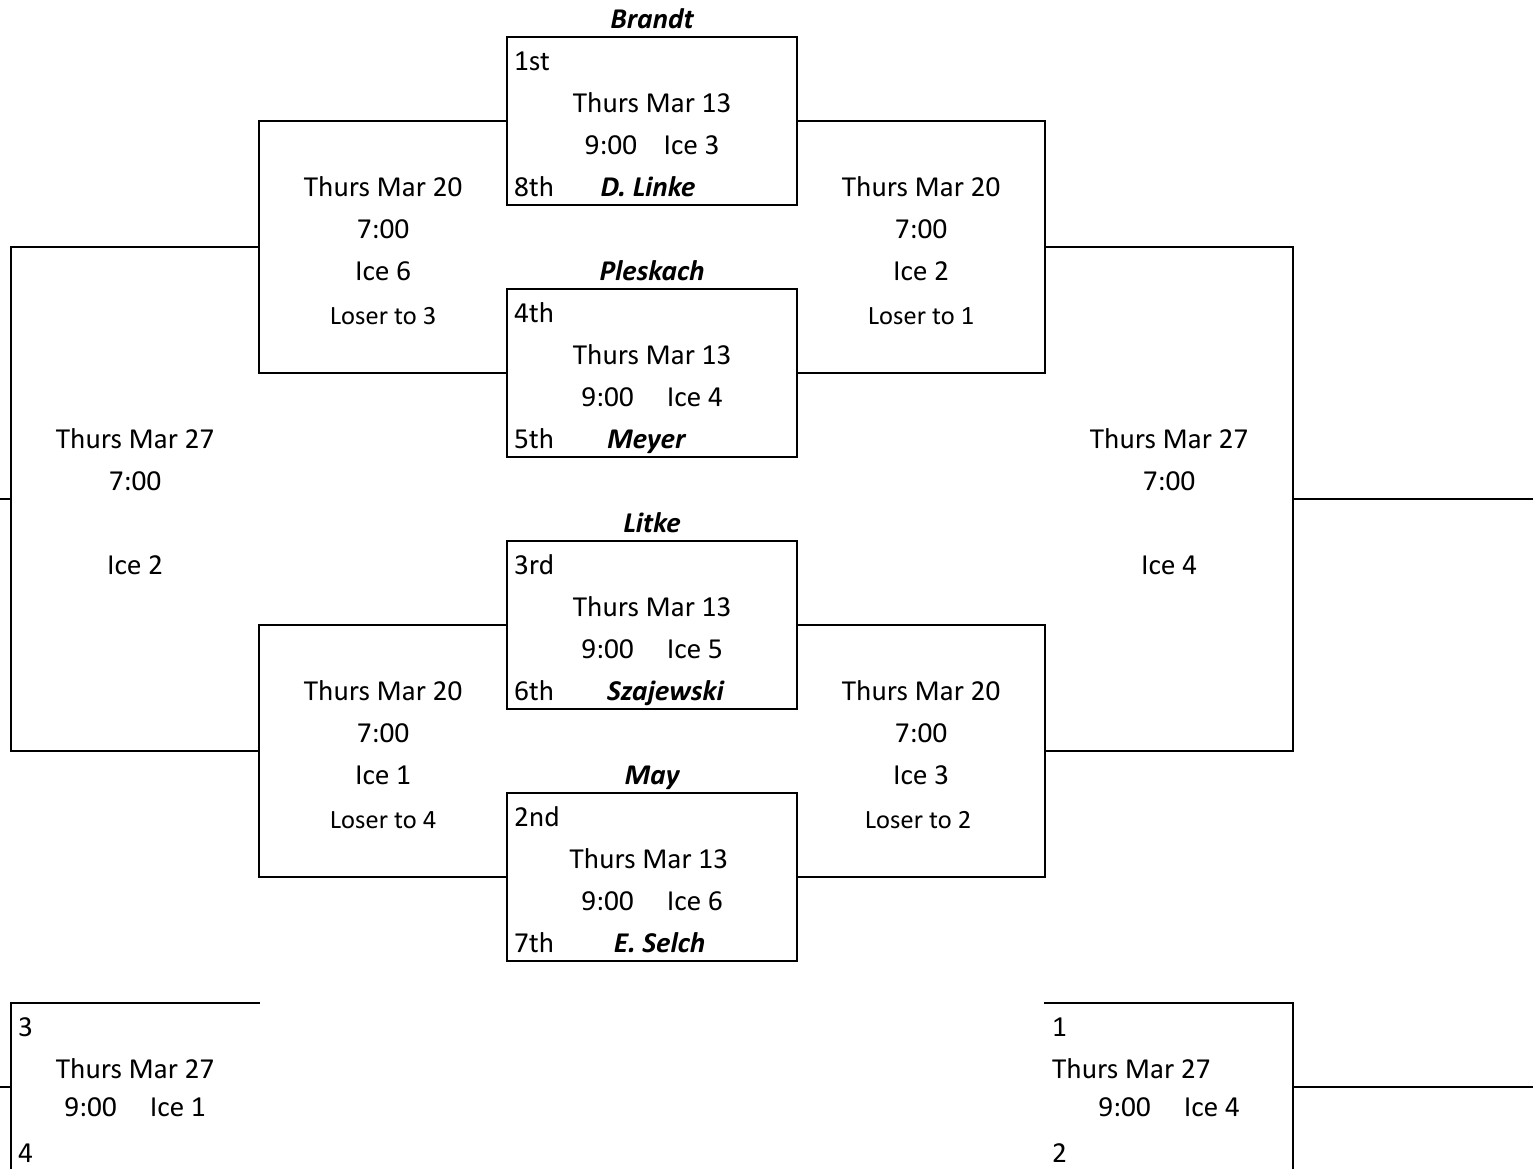 Brandt
1st
Thurs Mar 13
9:00 Ice 3
Thurs Mar 20 8th D. Linke Thurs Mar 20
7:00 7:00
Ice 6 Pleskach Ice 2
Loser to 3 4th Loser to 1
Thurs Mar 13
9:00 Ice 4
Thurs Mar 27 5th Meyer Thurs Mar 27
7:00 7:00
Litke
Ice 2 3rd Ice 4
Thurs Mar 13
9:00 Ice 5
Thurs Mar 20 6th Szajewski Thurs Mar 20
7:00 7:00
Ice 1 May Ice 3
Loser to 4 2nd Loser to 2
Thurs Mar 13
9:00 Ice 6
7th E. Selch
3 1
Thurs Mar 27 Thurs Mar 27
9:00 Ice 1 9:00 Ice 4
4 2